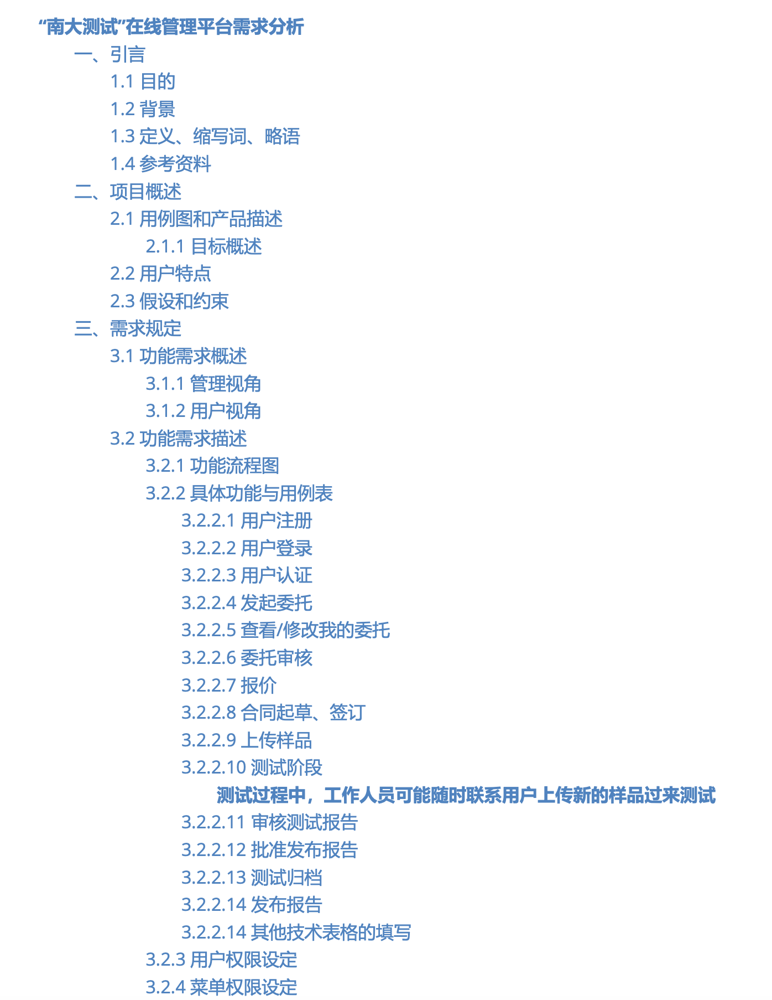 “南大测试”在线管理平台需求分析
一、引言
1.1 目的
1.2 背景
1.3 定义、缩写词、略语
1.4 参考资料
二、项目概述
2.1 用例图和产品描述
2.1.1 目标概述
2.2 用户特点
2.3 假设和约束
三、需求规定
3.1 功能需求概述
3.1.1 管理视角
3.1.2 用户视角
3.2 功能需求描述
3.2.1 功能流程图
3.2.2 具体功能与用例表
3.2.2.1 用户注册
3.2.2.2 用户登录
3.2.2.3 用户认证
3.2.2.4 发起委托
3.2.2.5 查看/修改我的委托
3.2.2.6 委托审核
3.2.2.7 报价
3.2.2.8 合同起草、签订
3.2.2.9 上传样品
3.2.2.10 测试阶段
测试过程中，工作人员可能随时联系用户上传新的样品过来测试
3.2.2.11 审核测试报告
3.2.2.12 批准发布报告
3.2.2.13 测试归档
3.2.2.14 发布报告
3.2.2.14 其他技术表格的填写
3.2.3 用户权限设定
3.2.4 菜单权限设定